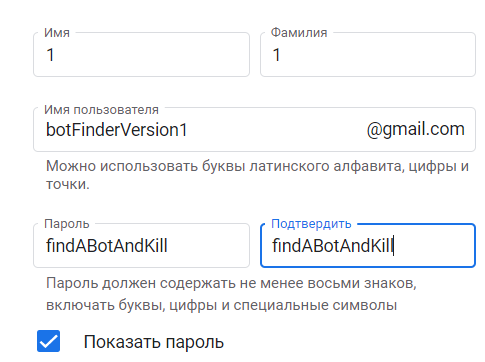 Имя
Фамилия
1
1
Имя пользователя
botFinderVersion1
@gmail.com
Можно использовать буквы латинского алфавита, цифры и
точки.
Пароль
Подтвердить
findABotAndKill
findABotAndKill
Пароль должен содержать не менее восьми знаков,
включать буквы, цифры и специальные символы
Показать пароль